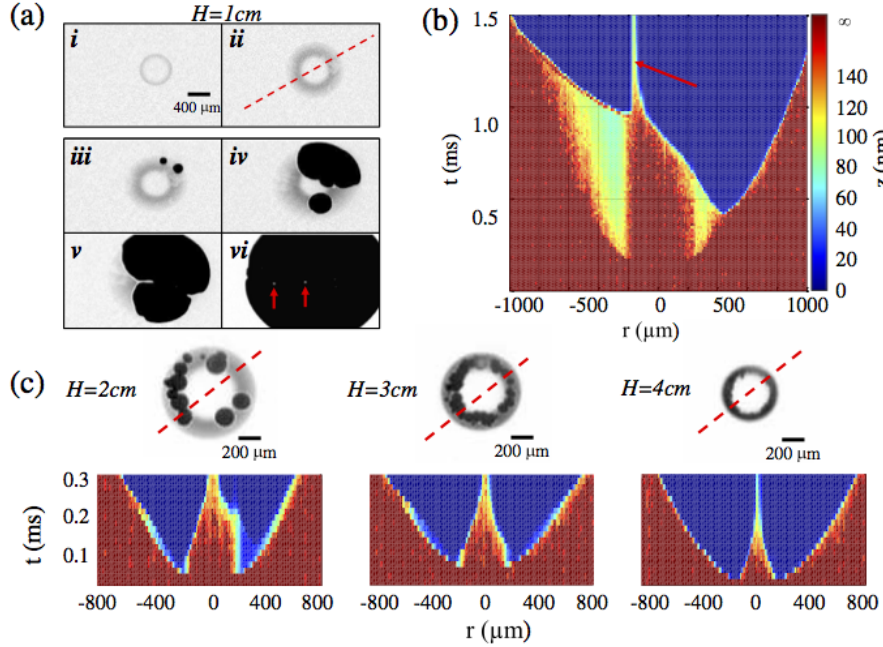 (a)
H=1cm
i
ii
400 μm
iii
iv
v
vi
(b)
1.5
1.0
0.5
t (ms)
-1000
-500
0
500
1000
r (μm)
∞
140
120
100
80
60
40
20
0
z (nm)
(c)
H=2cm
200 μm
H=3cm
200 μm
H=4cm
200 μm
0.3
0.2
0.1
t (ms)
-800 -400 0 400 800
-800 -400 0 400 800
-800 -400 0 400 800
r (μm)